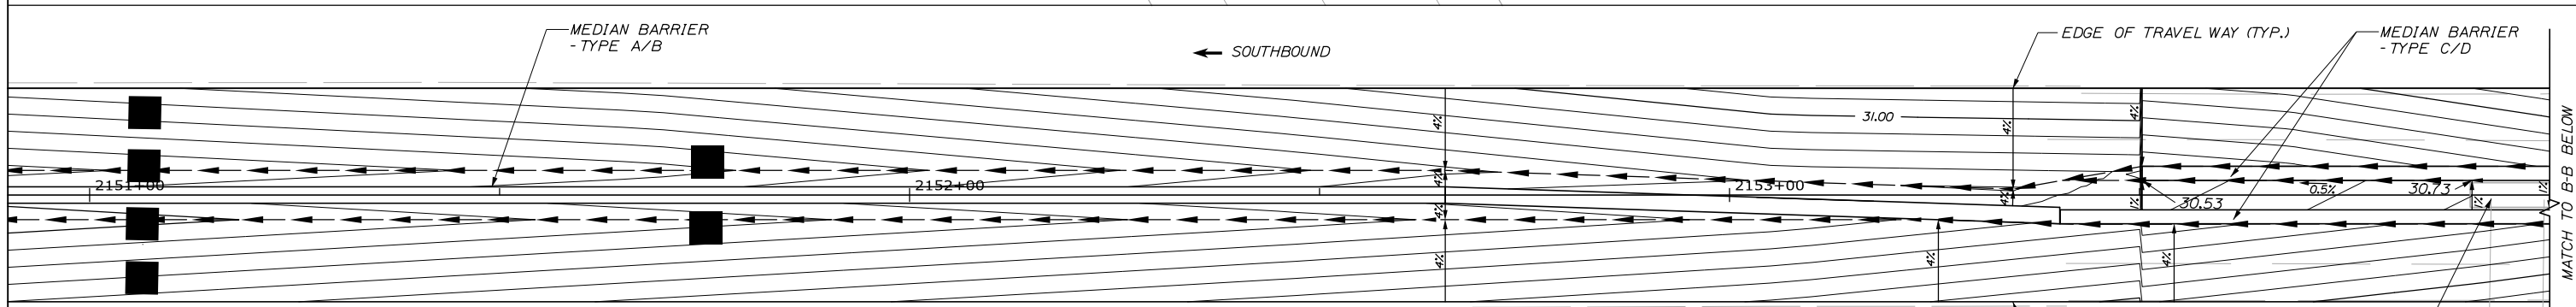 MEDIAN BARRIER
- TYPE A/B
SOUTHBOUND
EDGE OF TRAVEL WAY (TYP.)
MEDIAN BARRIER
- TYPE C/D
31.00
4%
4%
4%
4%
4%
4%
4%
4%
4%
2151+00
2152+00
2153+00
0.5%
30.73
30.53
1%
1%
1%
MATCH TO B-B BELOW